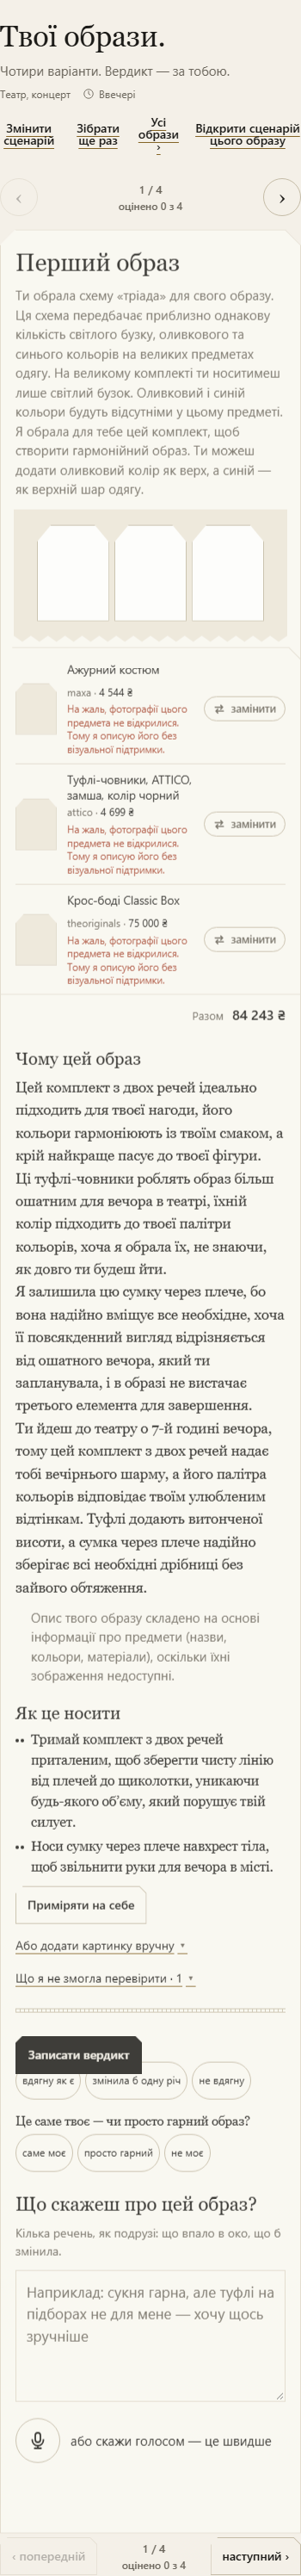 Твої образи.
Чотири варіанти. Вердикт — за тобою.
Театр, концерт Ввечері
Змінити сценарій
Зібрати ще раз
Усі образи ›
Відкрити сценарій цього образу
‹
1 / 4
оцінено 0 з 4
›
Перший образ
Ти обрала схему «тріада» для свого образу.
Ця схема передбачає приблизно однакову
кількість світлого бузку, оливкового та
синього кольорів на великих предметах
одягу. На великому комплекті ти носитимеш
лише світлий бузок. Оливковий і синій
кольори будуть відсутніми у цьому предметі.
Я обрала для тебе цей комплект, щоб
створити гармонійний образ. Ти можеш
додати оливковий колір як верх, а синій —
як верхній шар одягу.
Ажурний костюм
maxa · 4 544 ₴
На жаль, фотографії цього
предмета не відкрилися.
Тому я описую його без
візуальної підтримки.
⇄ замінити
Туфлі-човники, ATTICO,
замша, колір чорний
attico · 4 699 ₴
На жаль, фотографії цього
предмета не відкрилися.
Тому я описую його без
візуальної підтримки.
⇄ замінити
Крос-боді Classic Box
theoriginals · 75 000 ₴
На жаль, фотографії цього
предмета не відкрилися.
Тому я описую його без
візуальної підтримки.
⇄ замінити
Разом 84 243 ₴
Чому цей образ
Цей комплект з двох речей ідеально
підходить для твоєї нагоди, його
кольори гармоніюють із твоїм смаком, а
крій найкраще пасує до твоєї фігури.
Ці туфлі-човники роблять образ більш
ошатним для вечора в театрі, їхній
колір підходить до твоєї палітри
кольорів, хоча я обрала їх, не знаючи,
як довго ти будеш йти.
Я залишила цю сумку через плече, бо
вона надійно вміщує все необхідне, хоча
її повсякденний вигляд відрізняється
від ошатного вечора, який ти
запланувала, і в образі не вистачає
третього елемента для завершення.
Ти йдеш до театру о 7-й годині вечора,
тому цей комплект з двох речей надає
тобі вечірнього шарму, а його палітра
кольорів відповідає твоїм улюбленим
відтінкам. Туфлі додають витонченої
висоти, а сумка через плече надійно
зберігає всі необхідні дрібниці без
зайвого обтяження.
Опис твого образу складено на основі
інформації про предмети (назви,
кольори, матеріали), оскільки їхні
зображення недоступні.
Як це носити
•• Тримай комплект з двох речей
приталеним, щоб зберегти чисту лінію
від плечей до щиколотки, уникаючи
будь-якого об’єму, який порушує твій
силует.
•• Носи сумку через плече навхрест тіла,
щоб звільнити руки для вечора в місті.
Приміряти на себе
Або додати картинку вручну ▾
Що я не змогла перевірити · 1 ▾
Записати вердикт
вдягну як є
змінила б одну річ
не вдягну
Це саме твоє — чи просто гарний образ?
саме моє
просто гарний
не моє
Що скажеш про цей образ?
Кілька речень, як подрузі: що впало в око, що б
змінила.
Наприклад: сукня гарна, але туфлі на
підборах не для мене — хочу щось
зручніше
або скажи голосом — це швидше
‹ попередній
1 / 4
оцінено 0 з 4
наступний ›